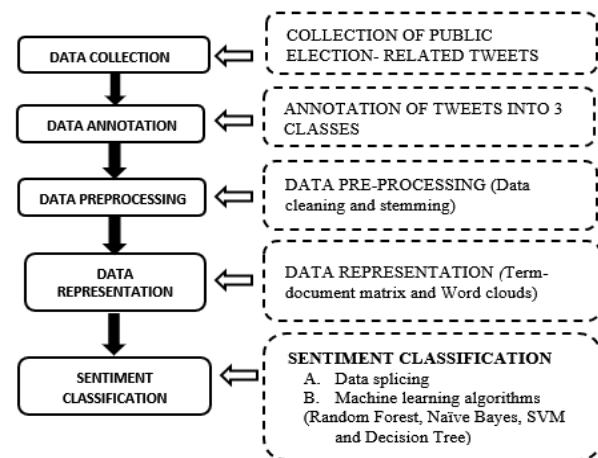 DATA COLLECTION
COLLECTION OF PUBLIC
ELECTION- RELATED TWEETS
DATA ANNOTATION
ANNOTATION OF TWEETS INTO 3
CLASSES
DATA PREPROCESSING
DATA PRE-PROCESSING (Data
cleaning and stemming)
DATA
REPRESENTATION
DATA REPRESENTATION (Term-
document matrix and Word clouds)
SENTIMENT
CLASSIFICATION
SENTIMENT CLASSIFICATION
A. Data splicing
B. Machine learning algorithms
(Random Forest, Naïve Bayes, SVM
and Decision Tree)